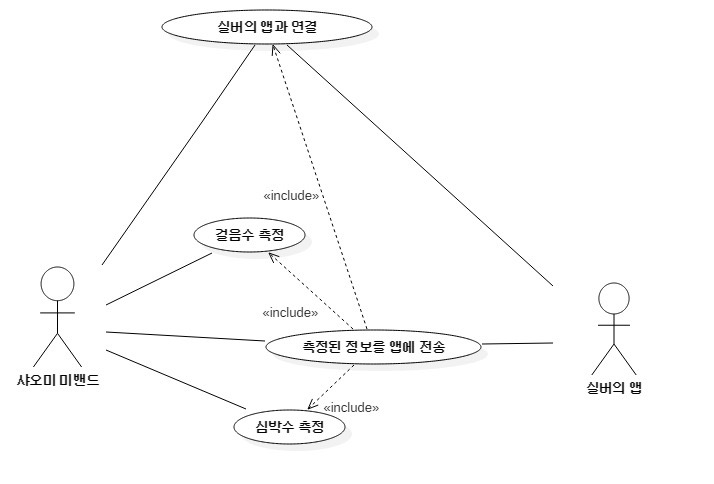 실버의 앱과 연결
«include»
걸음수 측정
«include»
측정된 정보를 앱에 전송
샤오미 미밴드
실버의 앱
«include»
심박수 측정